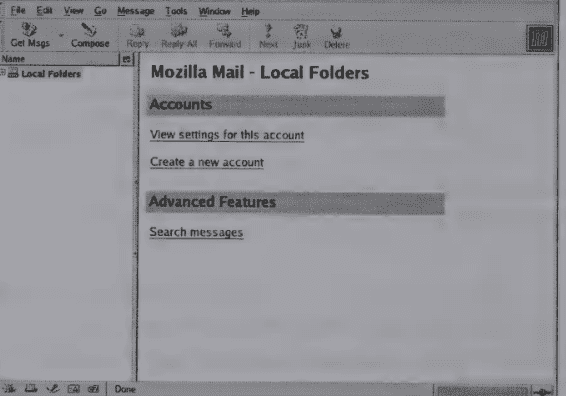 File Edit View Go Message Tools Window Help
Get Msgs Compose Reply Reply All Forward Next Junk Delete
Name
Local Folders
Mozilla Mail - Local Folders
Accounts
View settings for this account
Create a new account
Advanced Features
Search messages
Done